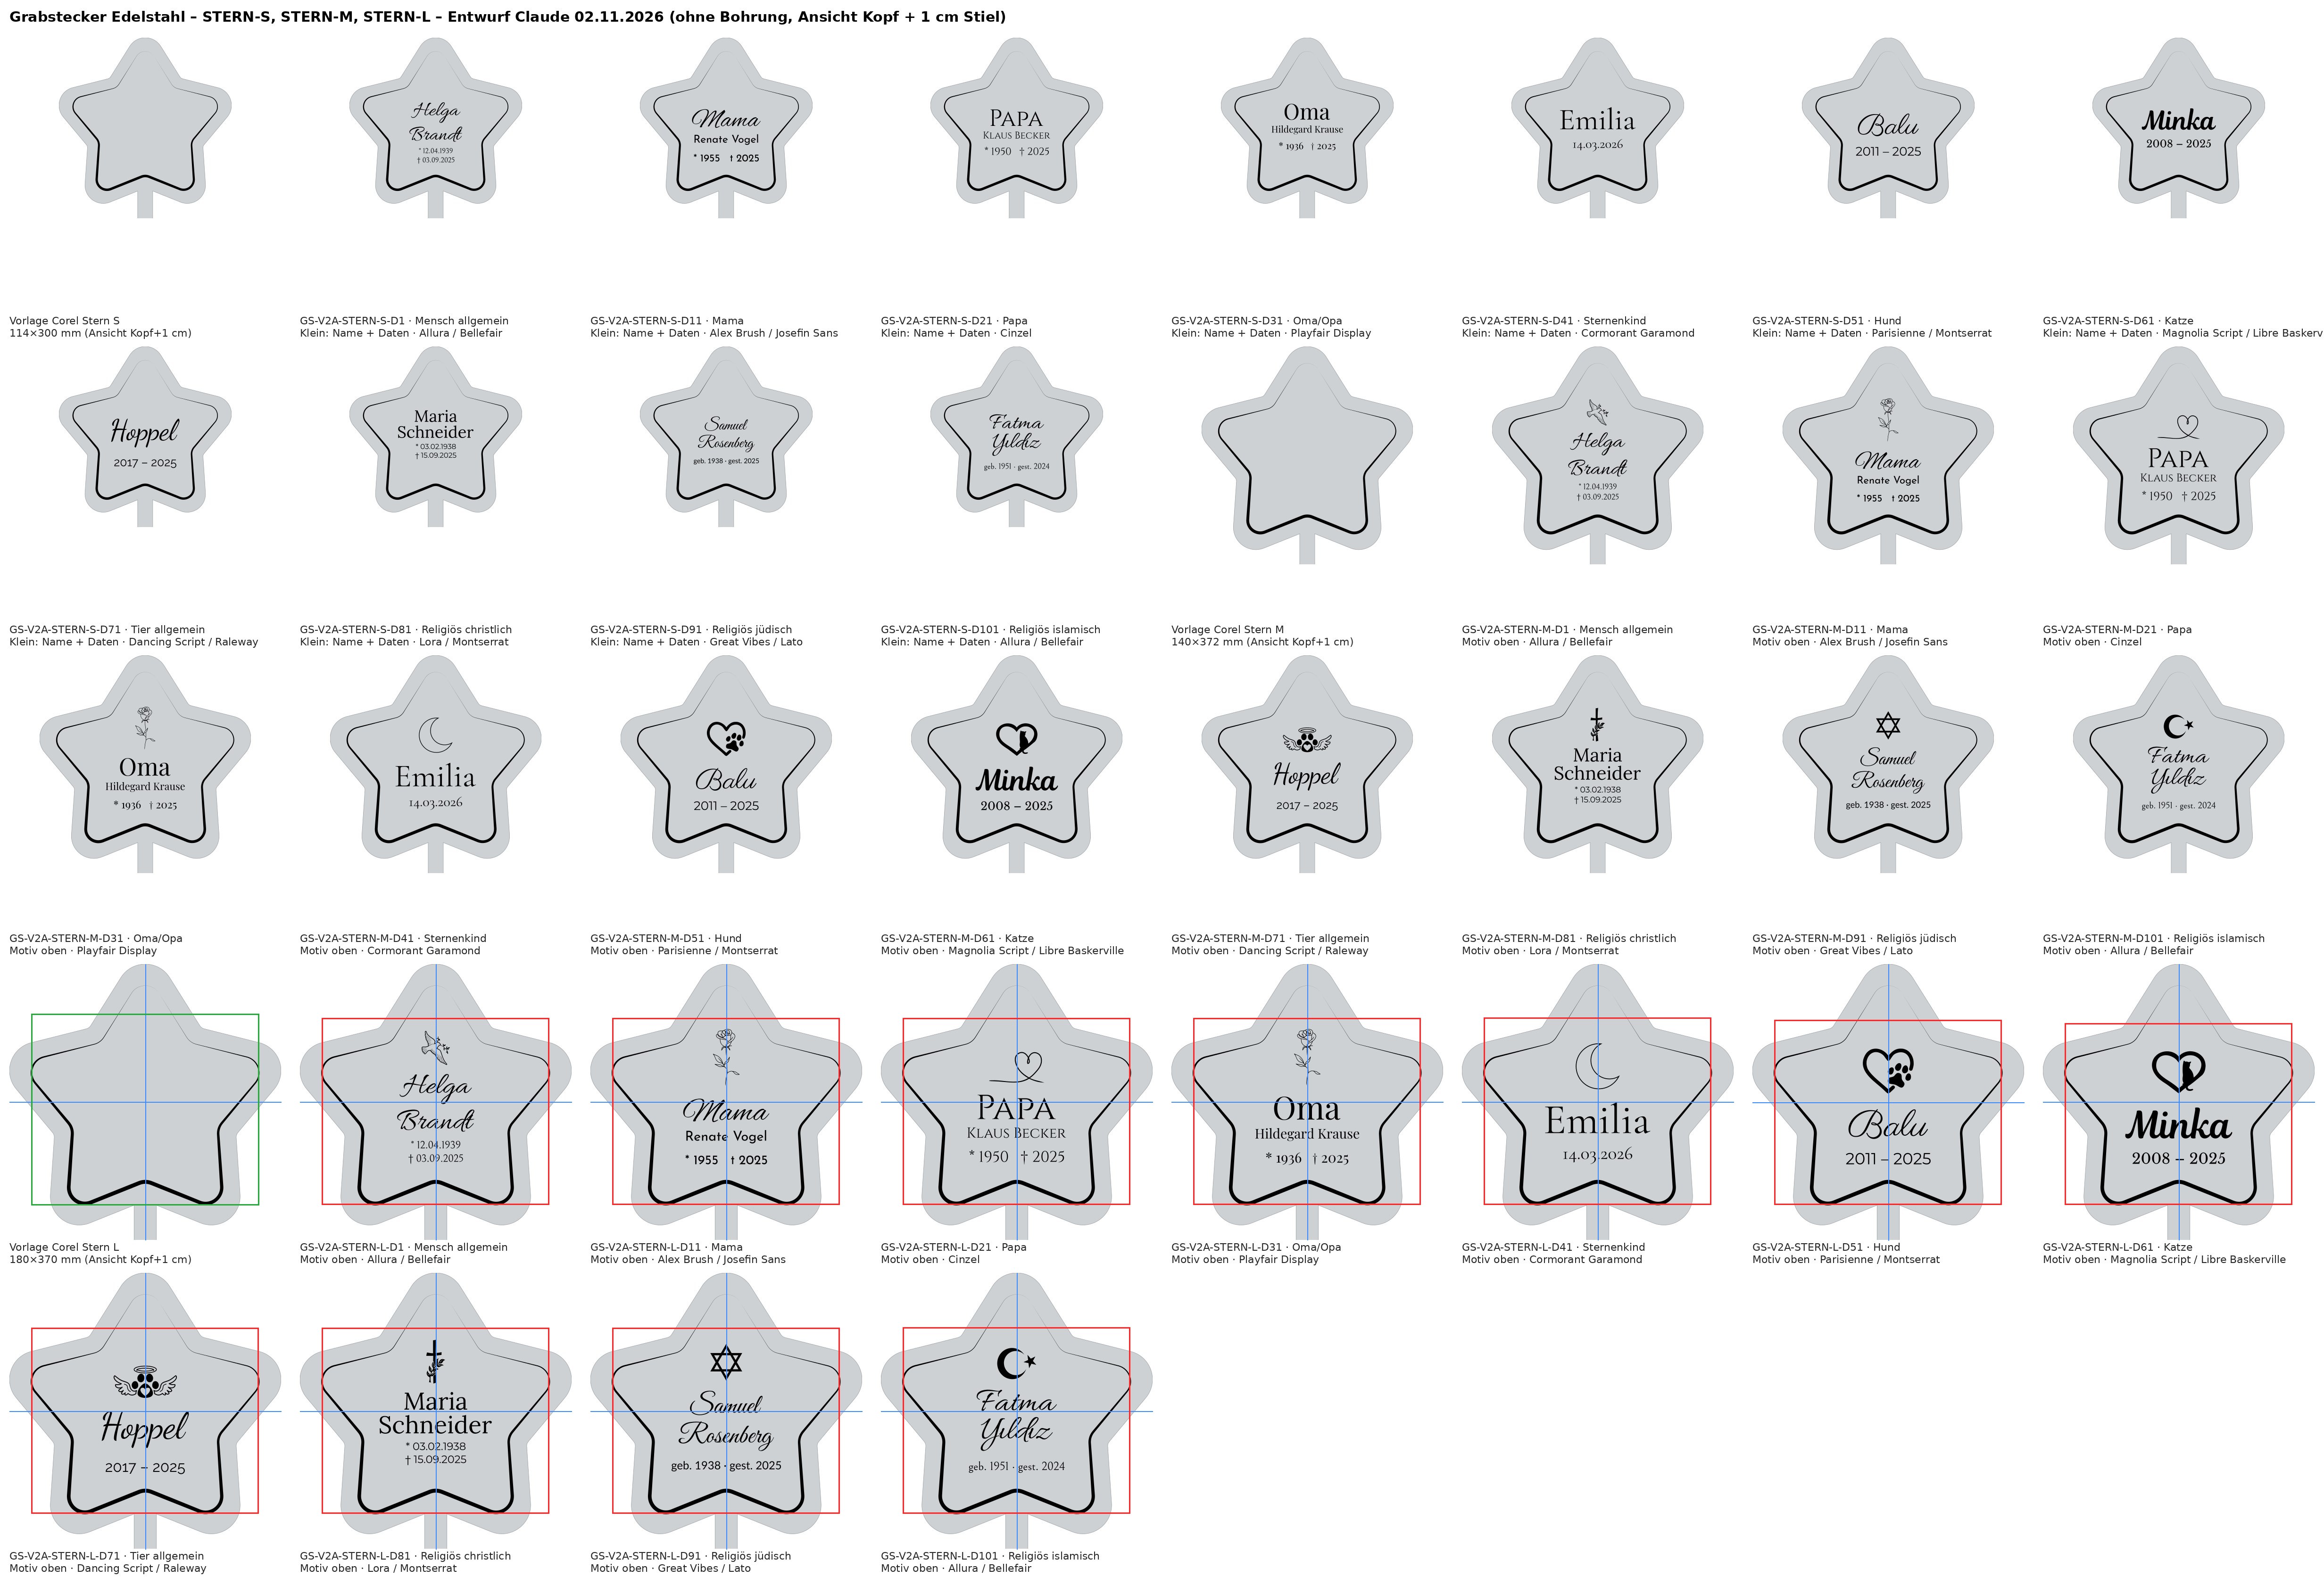 Grabstecker Edelstahl – STERN-S, STERN-M, STERN-L – Entwurf Claude 02.11.2026 (ohne Bohrung, Ansicht Kopf + 1 cm Stiel)
Helga
Brandt
* 12.04.1939
† 03.09.2025
Mama
Renate Vogel
* 1955 † 2025
PAPA
KLAUS BECKER
* 1950 † 2025
Oma
Hildegard Krause
* 1936 † 2025
Emilia
14.03.2026
Balu
2011 – 2025
Minka
2008 – 2025
Vorlage Corel Stern S
114×300 mm (Ansicht Kopf+1 cm)
GS-V2A-STERN-S-D1 · Mensch allgemein
Klein: Name + Daten · Allura / Bellefair
GS-V2A-STERN-S-D11 · Mama
Klein: Name + Daten · Alex Brush / Josefin Sans
GS-V2A-STERN-S-D21 · Papa
Klein: Name + Daten · Cinzel
GS-V2A-STERN-S-D31 · Oma/Opa
Klein: Name + Daten · Playfair Display
GS-V2A-STERN-S-D41 · Sternenkind
Klein: Name + Daten · Cormorant Garamond
GS-V2A-STERN-S-D51 · Hund
Klein: Name + Daten · Parisienne / Montserrat
GS-V2A-STERN-S-D61 · Katze
Klein: Name + Daten · Magnolia Script / Libre Baskerv
Hoppel
2017 – 2025
Maria
Schneider
* 03.02.1938
† 15.09.2025
Samuel
Rosenberg
geb. 1938 · gest. 2025
Fatma
Yıldız
geb. 1951 · gest. 2024
Helga
Brandt
* 12.04.1939
† 03.09.2025
Mama
Renate Vogel
* 1955 † 2025
PAPA
KLAUS BECKER
* 1950 † 2025
GS-V2A-STERN-S-D71 · Tier allgemein
Klein: Name + Daten · Dancing Script / Raleway
GS-V2A-STERN-S-D81 · Religiös christlich
Klein: Name + Daten · Lora / Montserrat
GS-V2A-STERN-S-D91 · Religiös jüdisch
Klein: Name + Daten · Great Vibes / Lato
GS-V2A-STERN-S-D101 · Religiös islamisch
Klein: Name + Daten · Allura / Bellefair
Vorlage Corel Stern M
140×372 mm (Ansicht Kopf+1 cm)
GS-V2A-STERN-M-D1 · Mensch allgemein
Motiv oben · Allura / Bellefair
GS-V2A-STERN-M-D11 · Mama
Motiv oben · Alex Brush / Josefin Sans
GS-V2A-STERN-M-D21 · Papa
Motiv oben · Cinzel
Oma
Hildegard Krause
* 1936 † 2025
Emilia
14.03.2026
Balu
2011 – 2025
Minka
2008 – 2025
Hoppel
2017 – 2025
Maria
Schneider
* 03.02.1938
† 15.09.2025
Samuel
Rosenberg
geb. 1938 · gest. 2025
Fatma
Yıldız
geb. 1951 · gest. 2024
GS-V2A-STERN-M-D31 · Oma/Opa
Motiv oben · Playfair Display
GS-V2A-STERN-M-D41 · Sternenkind
Motiv oben · Cormorant Garamond
GS-V2A-STERN-M-D51 · Hund
Motiv oben · Parisienne / Montserrat
GS-V2A-STERN-M-D61 · Katze
Motiv oben · Magnolia Script / Libre Baskerville
GS-V2A-STERN-M-D71 · Tier allgemein
Motiv oben · Dancing Script / Raleway
GS-V2A-STERN-M-D81 · Religiös christlich
Motiv oben · Lora / Montserrat
GS-V2A-STERN-M-D91 · Religiös jüdisch
Motiv oben · Great Vibes / Lato
GS-V2A-STERN-M-D101 · Religiös islamisch
Motiv oben · Allura / Bellefair
Helga
Brandt
* 12.04.1939
† 03.09.2025
Mama
Renate Vogel
* 1955 † 2025
PAPA
KLAUS BECKER
* 1950 † 2025
Oma
Hildegard Krause
* 1936 † 2025
Emilia
14.03.2026
Balu
2011 – 2025
Minka
2008 – 2025
Vorlage Corel Stern L
180×370 mm (Ansicht Kopf+1 cm)
GS-V2A-STERN-L-D1 · Mensch allgemein
Motiv oben · Allura / Bellefair
GS-V2A-STERN-L-D11 · Mama
Motiv oben · Alex Brush / Josefin Sans
GS-V2A-STERN-L-D21 · Papa
Motiv oben · Cinzel
GS-V2A-STERN-L-D31 · Oma/Opa
Motiv oben · Playfair Display
GS-V2A-STERN-L-D41 · Sternenkind
Motiv oben · Cormorant Garamond
GS-V2A-STERN-L-D51 · Hund
Motiv oben · Parisienne / Montserrat
GS-V2A-STERN-L-D61 · Katze
Motiv oben · Magnolia Script / Libre Baskerville
Hoppel
2017 – 2025
Maria
Schneider
* 03.02.1938
† 15.09.2025
Samuel
Rosenberg
geb. 1938 · gest. 2025
Fatma
Yıldız
geb. 1951 · gest. 2024
GS-V2A-STERN-L-D71 · Tier allgemein
Motiv oben · Dancing Script / Raleway
GS-V2A-STERN-L-D81 · Religiös christlich
Motiv oben · Lora / Montserrat
GS-V2A-STERN-L-D91 · Religiös jüdisch
Motiv oben · Great Vibes / Lato
GS-V2A-STERN-L-D101 · Religiös islamisch
Motiv oben · Allura / Bellefair